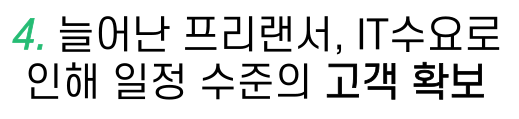 4. 늘어난 프리랜서, IT수요로
인해 일정 수준의 고객 확보